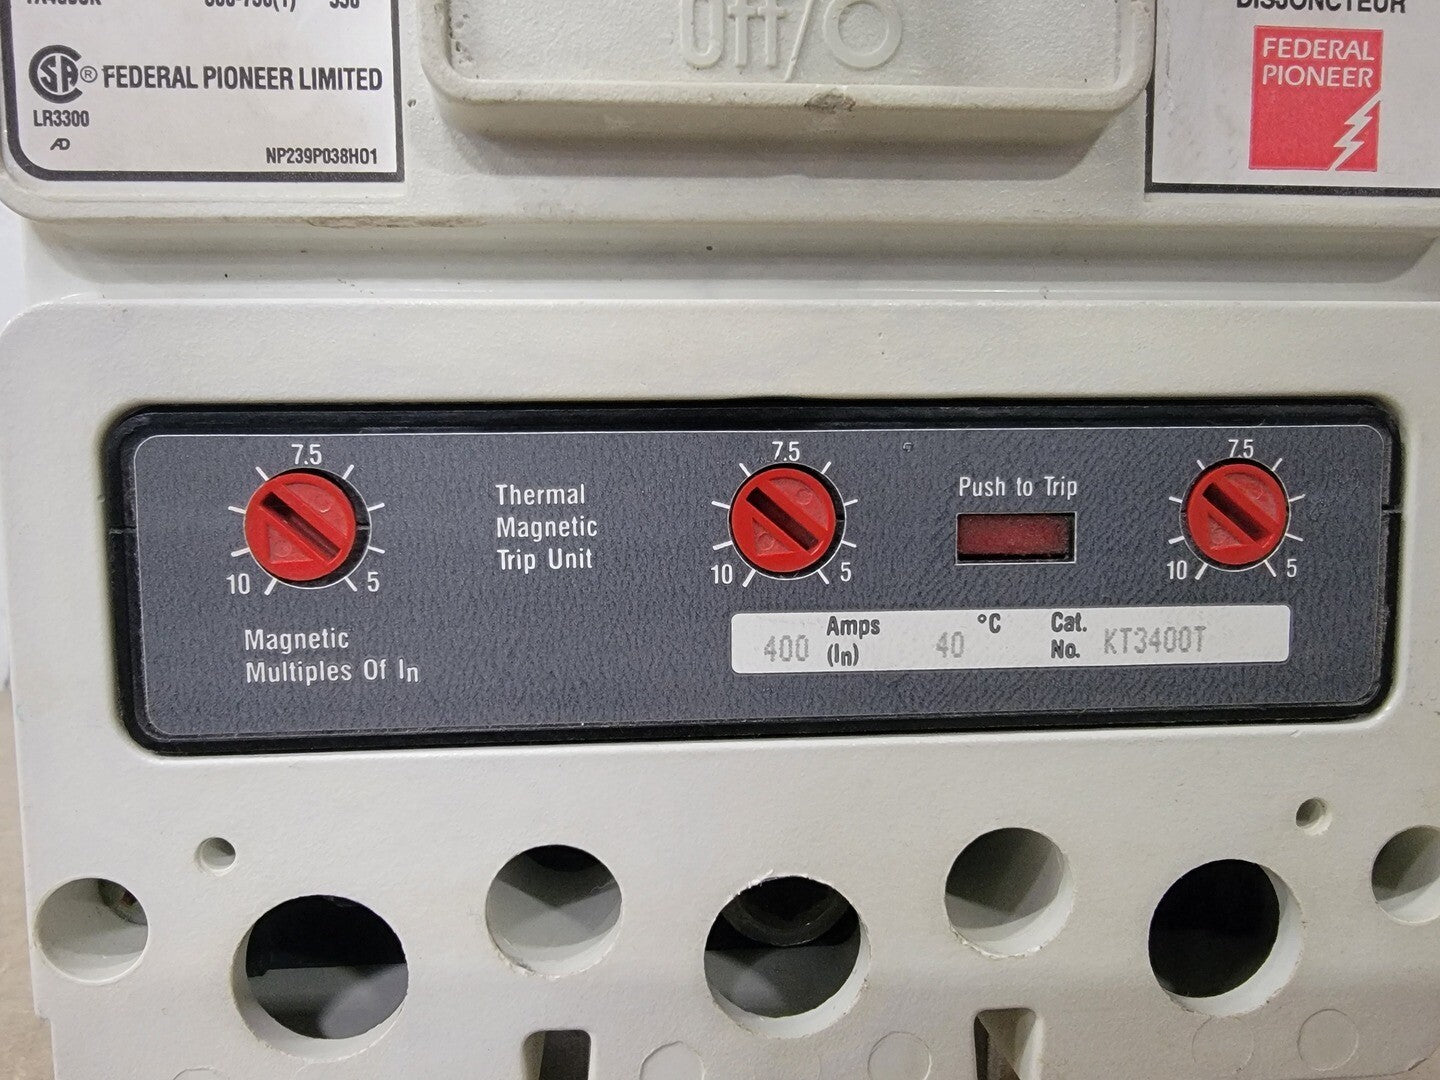 Off/O
DISJONCTEUR
FEDERAL PIONEER LIMITED
LR3300
NP239P038H01
FEDERAL
PIONEER
7.5
10
5
Magnetic
Multiples Of In
Thermal
Magnetic
Trip Unit
7.5
10
5
Push to Trip
7.5
10
5
400 Amps (In) 40 °C Cat. No. KT3400T